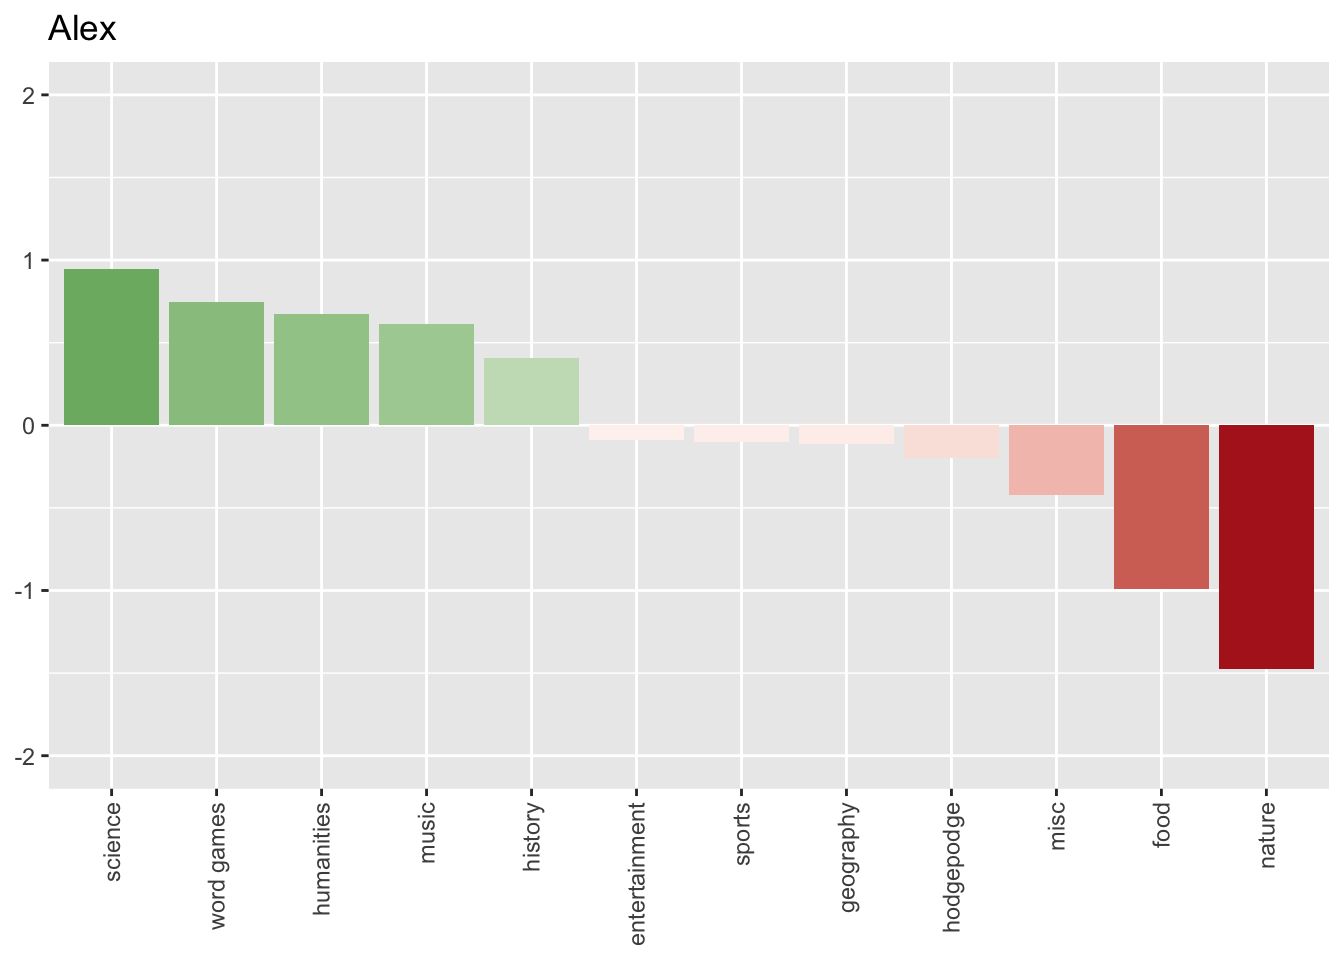 Alex
2
1
0
-1
-2
science
word games
humanities
music
history
entertainment
sports
geography
hodgepodge
misc
food
nature